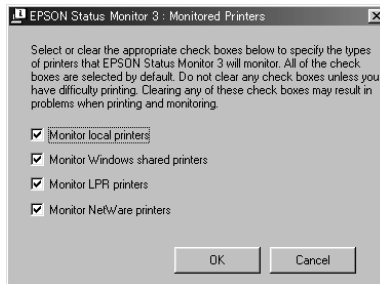 EPSON Status Monitor 3 : Monitored Printers
Select or clear the appropriate check boxes below to specify the types
of printers that EPSON Status Monitor 3 will monitor. All of the check
boxes are selected by default. Do not clear any check boxes unless you
have difficulty printing. Clearing any of these check boxes may result in
problems when printing and monitoring.
Monitor local printers
Monitor Windows shared printers
Monitor LPR printers
Monitor NetWare printers
OK Cancel